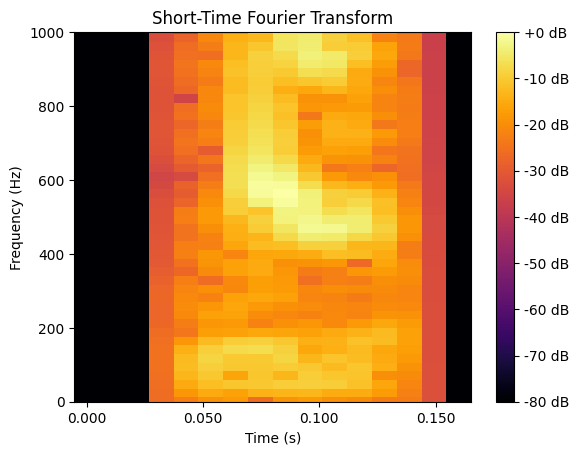 Short-Time Fourier Transform
1000
800
600
400
200
0
Frequency (Hz)
0.000
0.050
0.100
0.150
Time (s)
+0 dB
-10 dB
-20 dB
-30 dB
-40 dB
-50 dB
-60 dB
-70 dB
-80 dB